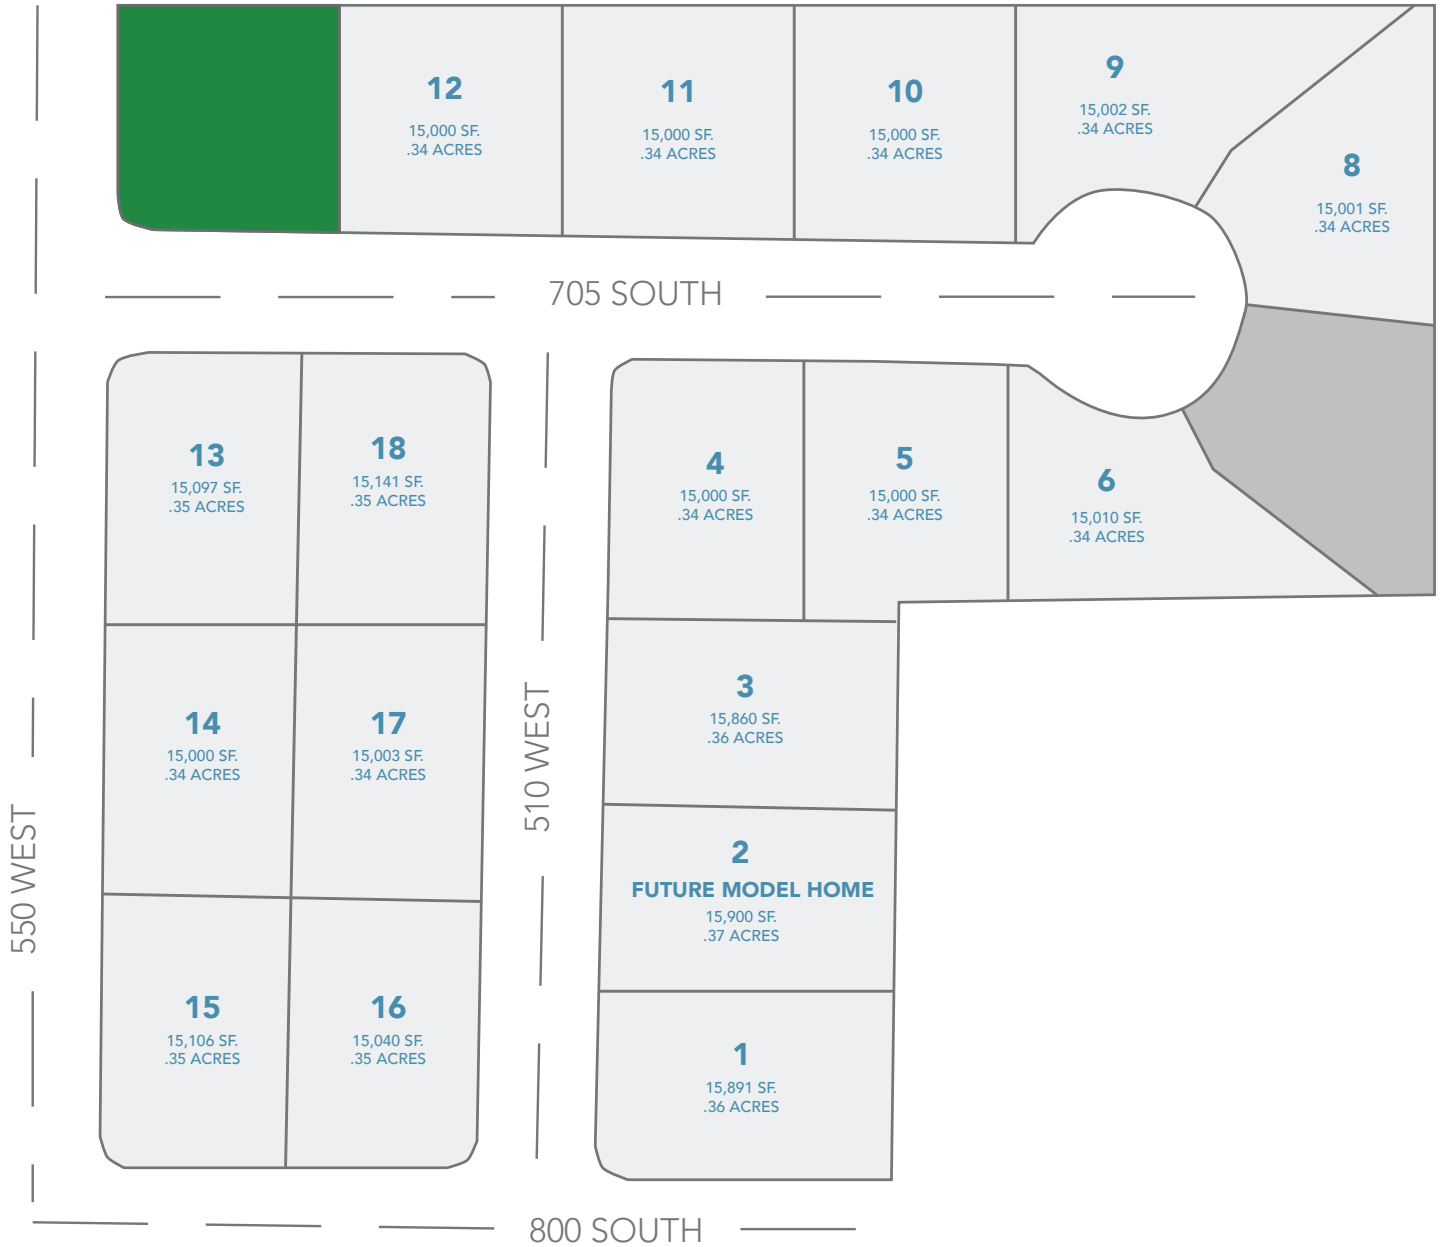 12
15,000 SF.
.34 ACRES
11
15,000 SF.
.34 ACRES
10
15,000 SF.
.34 ACRES
9
15,002 SF.
.34 ACRES
8
15,001 SF.
.34 ACRES
705 SOUTH
13
15,097 SF.
.35 ACRES
18
15,141 SF.
.35 ACRES
4
15,000 SF.
.34 ACRES
5
15,000 SF.
.34 ACRES
6
15,010 SF.
.34 ACRES
14
15,000 SF.
.34 ACRES
17
15,003 SF.
.34 ACRES
3
15,860 SF.
.36 ACRES
550 WEST
510 WEST
2
FUTURE MODEL HOME
15,900 SF.
.37 ACRES
15
15,106 SF.
.35 ACRES
16
15,040 SF.
.35 ACRES
1
15,891 SF.
.36 ACRES
800 SOUTH